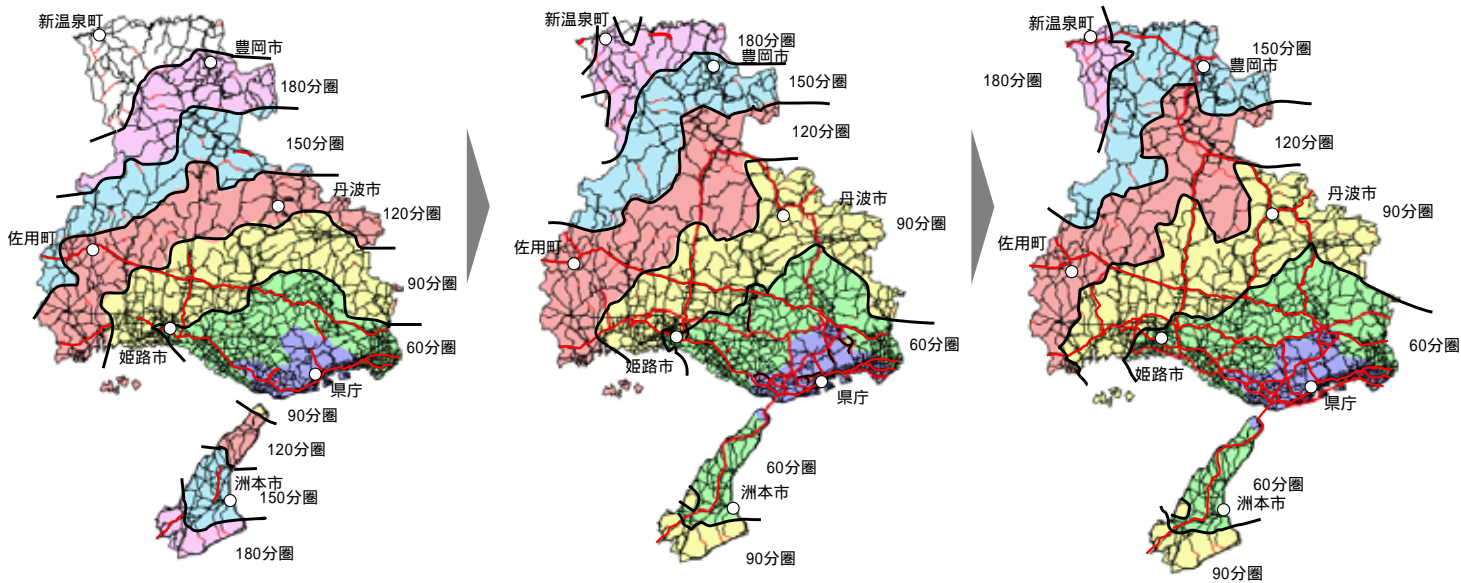 新温泉町
豊岡市
180分圏
150分圏
丹波市
120分圏
佐用町
90分圏
60分圏
姫路市
県庁
90分圏
120分圏
洲本市
150分圏
180分圏
新温泉町
180分圏
豊岡市
150分圏
120分圏
丹波市
90分圏
佐用町
60分圏
姫路市
県庁
60分圏
洲本市
90分圏
新温泉町
150分圏
豊岡市
180分圏
120分圏
丹波市
90分圏
佐用町
60分圏
姫路市
県庁
60分圏
洲本市
90分圏